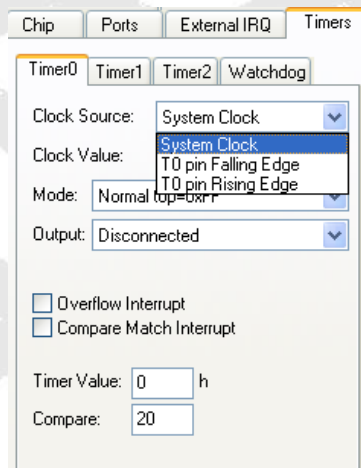 Chip Ports External IRQ Timers
Timer0 Timer1 Timer2 Watchdog
Clock Source: System Clock
System Clock
Clock Value: T0 pin Falling Edge
T0 pin Rising Edge
Mode: Normal top=0xFF
Output: Disconnected
Overflow Interrupt
Compare Match Interrupt
Timer Value: 0 h
Compare: 20